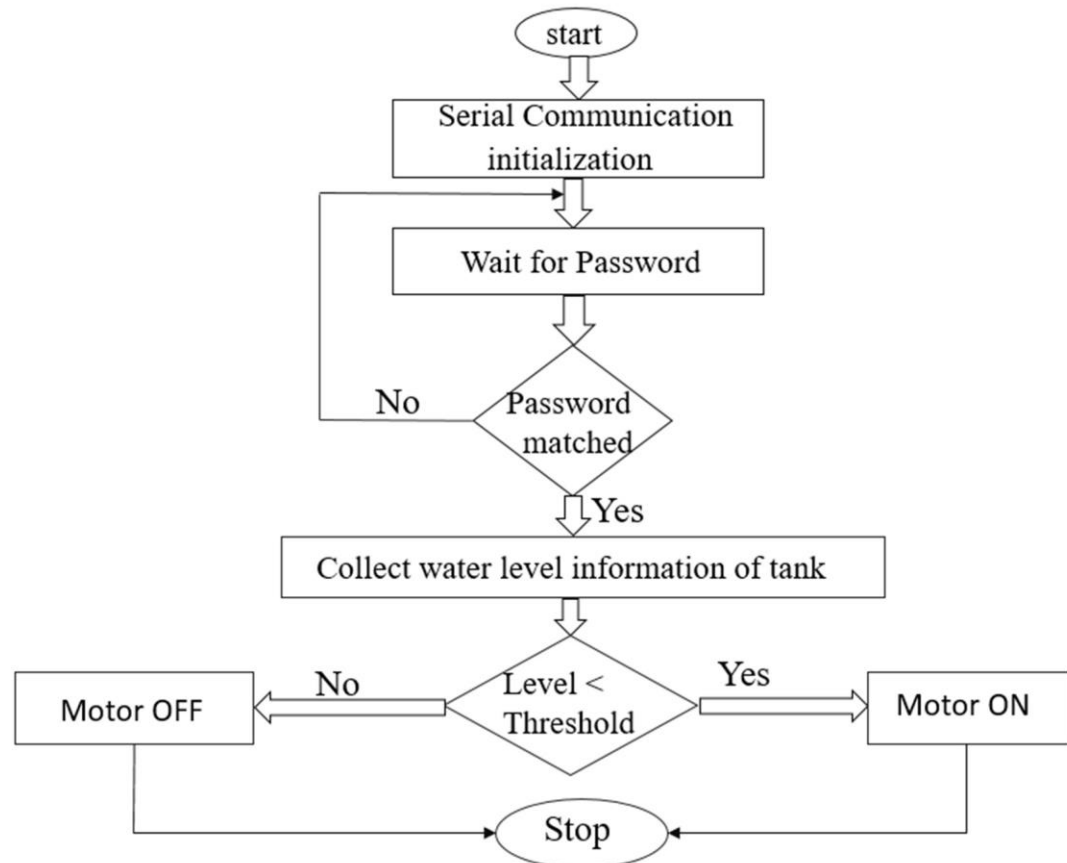 start
Serial Communication
initialization
Wait for Password
No
Password
matched
Yes
Collect water level information of tank
No
Yes
Level <
Threshold
Motor OFF
Motor ON
Stop